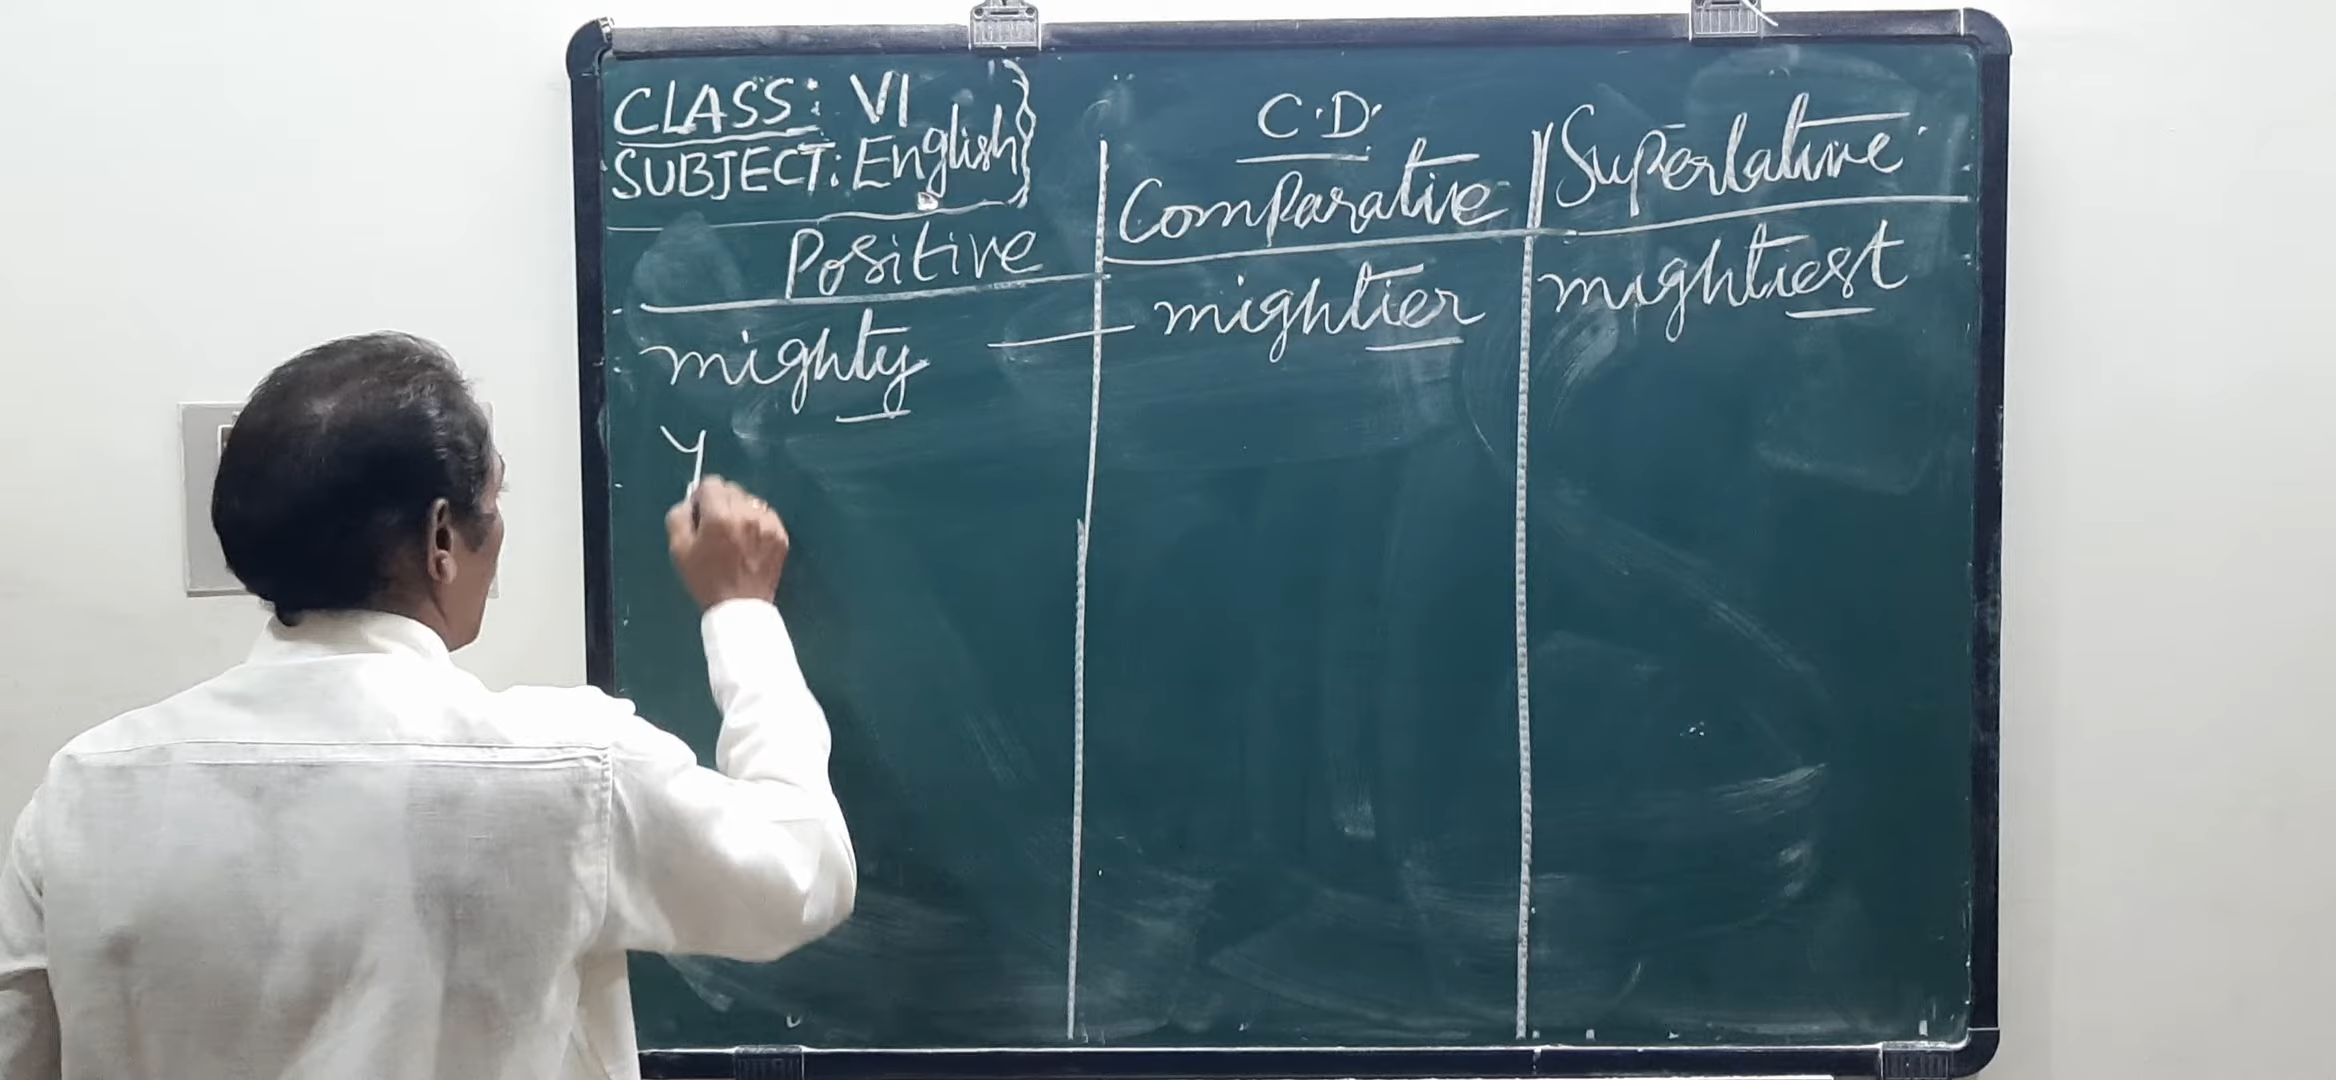 CLASS: VI
SUBJECT: English
C.D.
Positive
Comparative
Superlative.
mighty — mightier mightiest
y